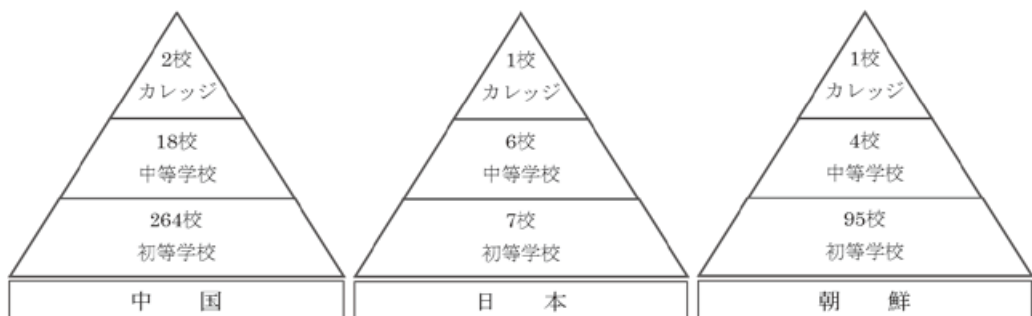 2校
カレッジ
18校
中等学校
264校
初等学校
中国
1校
カレッジ
6校
中等学校
7校
初等学校
日本
1校
カレッジ
4校
中等学校
95校
初等学校
朝鮮